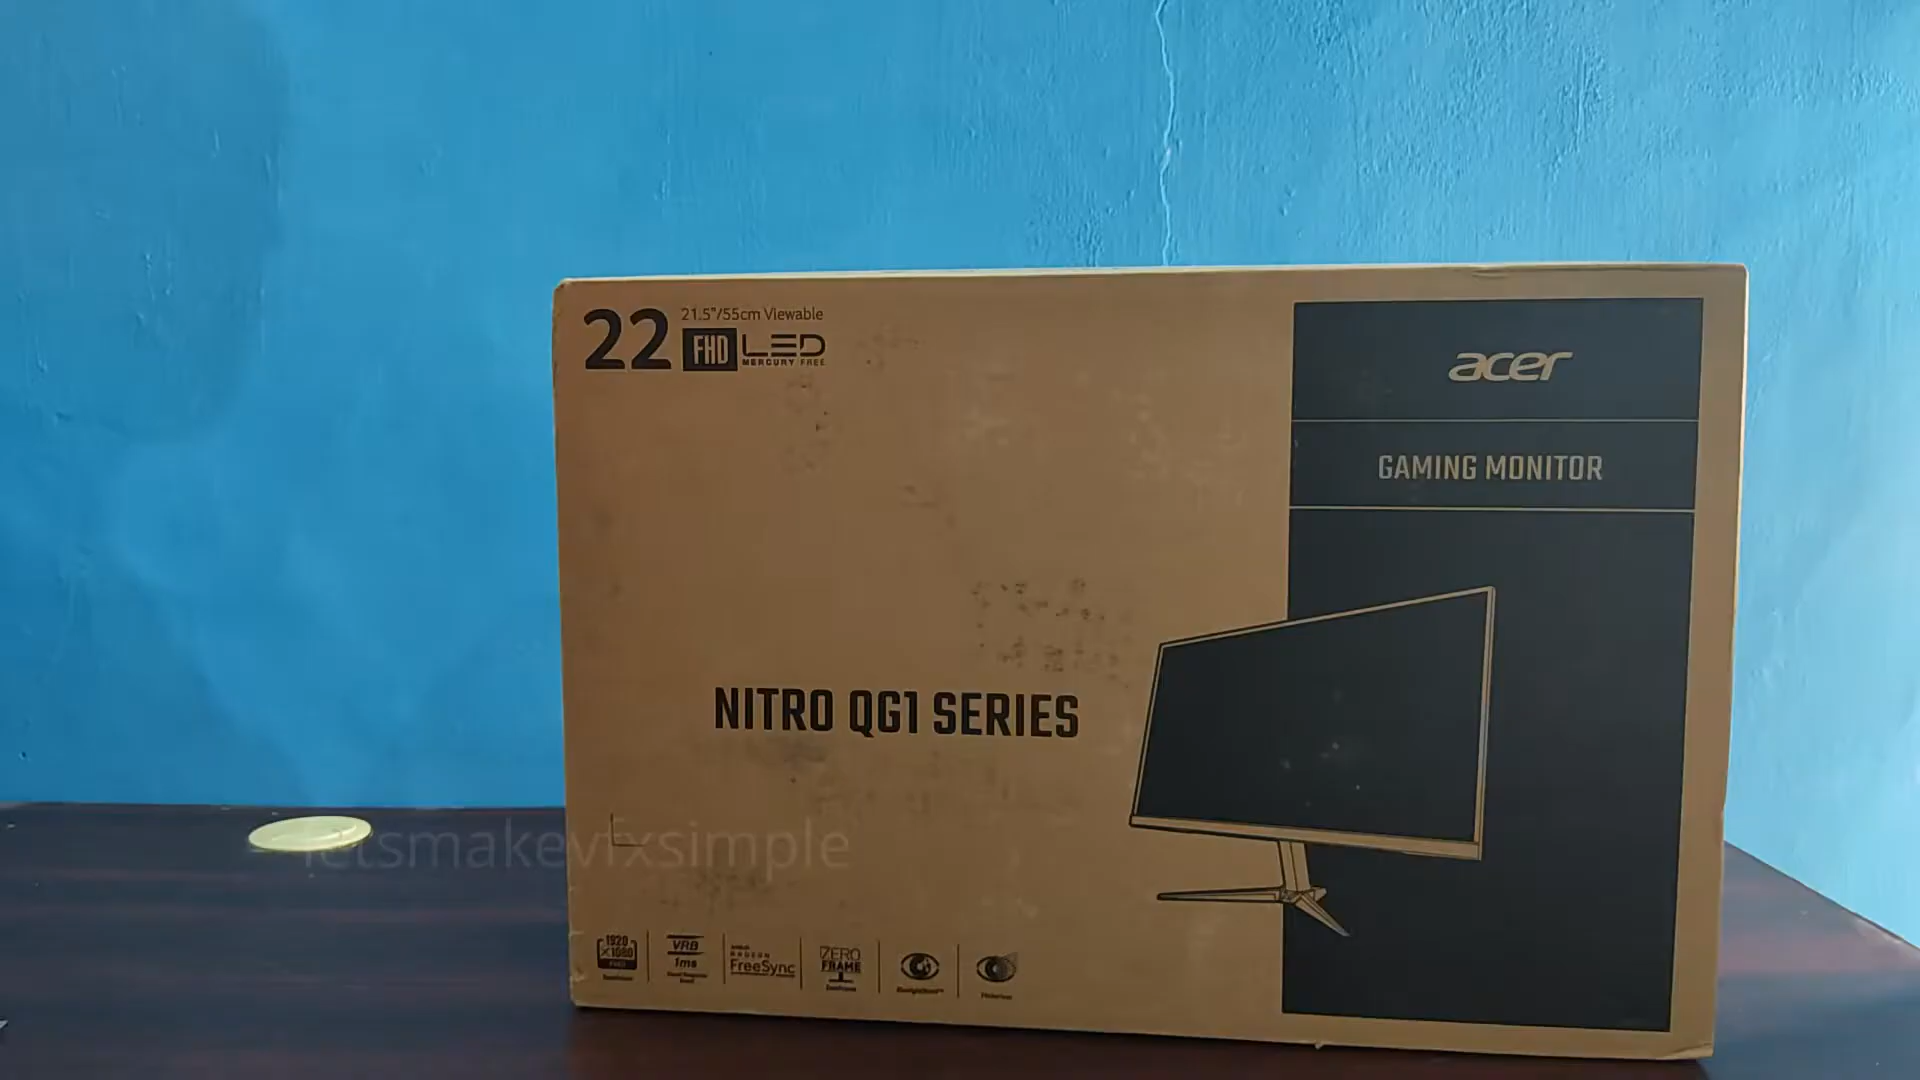 22
21.5"/55cm Viewable
FHD LED
MERCURY FREE
acer
GAMING MONITOR
NITRO QG1 SERIES
letsmakevfxsimple
1920
x1080
VRB
1ms
RADEON
FreeSync
ZERO
FRAME